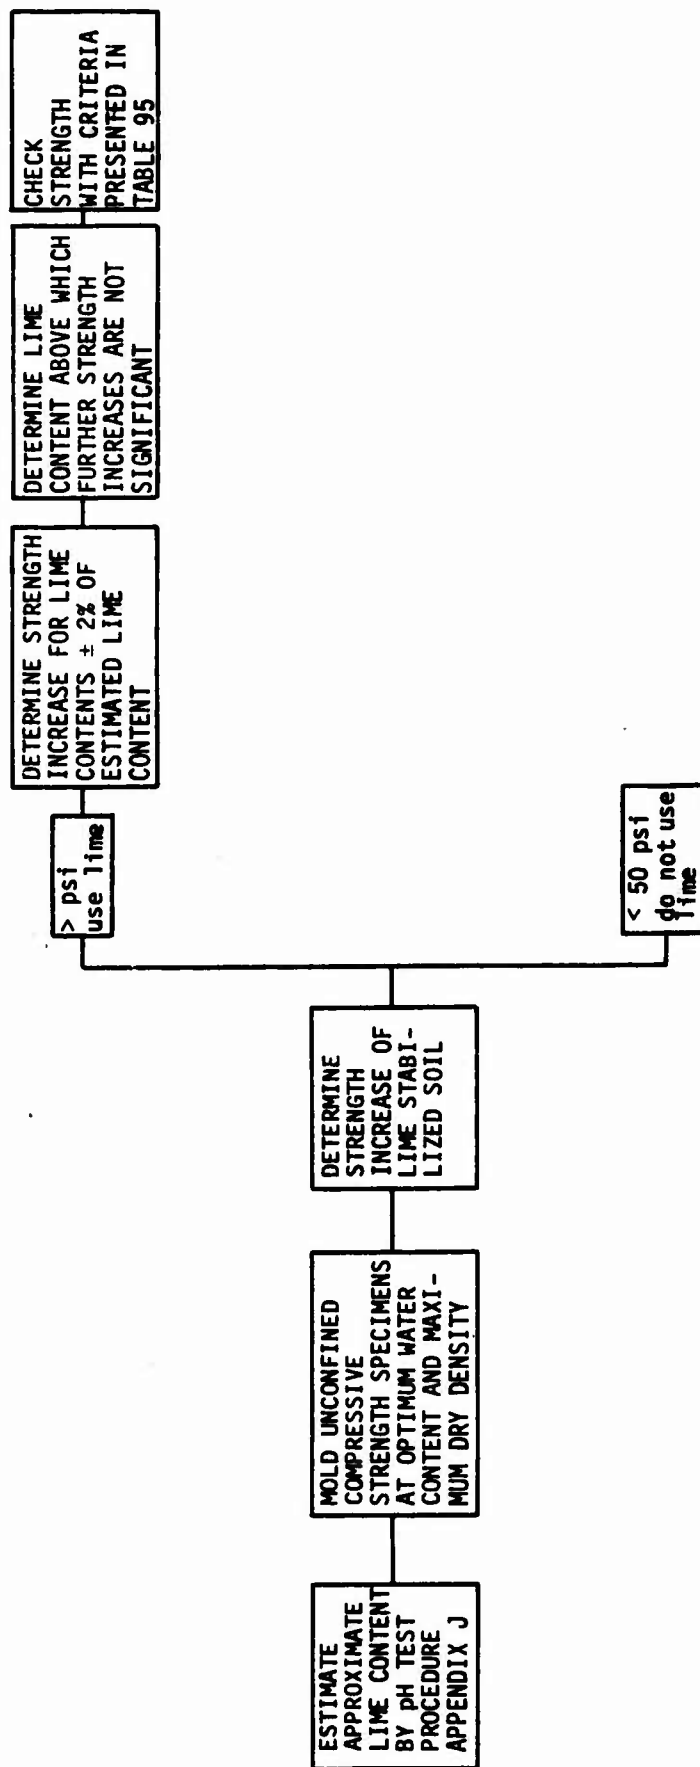 ESTIMATE
APPROXIMATE
LIME CONTENT
BY pH TEST
PROCEDURE
APPENDIX J
MOLD UNCONFINED
COMPRESSIVE
STRENGTH SPECIMENS
AT OPTIMUM WATER
CONTENT AND MAXI-
MUM DRY DENSITY
DETERMINE
STRENGTH
INCREASE OF
LIME STABI-
LIZED SOIL
> psi
use lime
DETERMINE STRENGTH
INCREASE FOR LIME
CONTENTS ± 2% OF
ESTIMATED LIME
CONTENT
DETERMINE LIME
CONTENT ABOVE WHICH
FURTHER STRENGTH
INCREASES ARE NOT
SIGNIFICANT
CHECK
STRENGTH
WITH CRITERIA
PRESENTED IN
TABLE 95
< 50 psi
do not use
lime